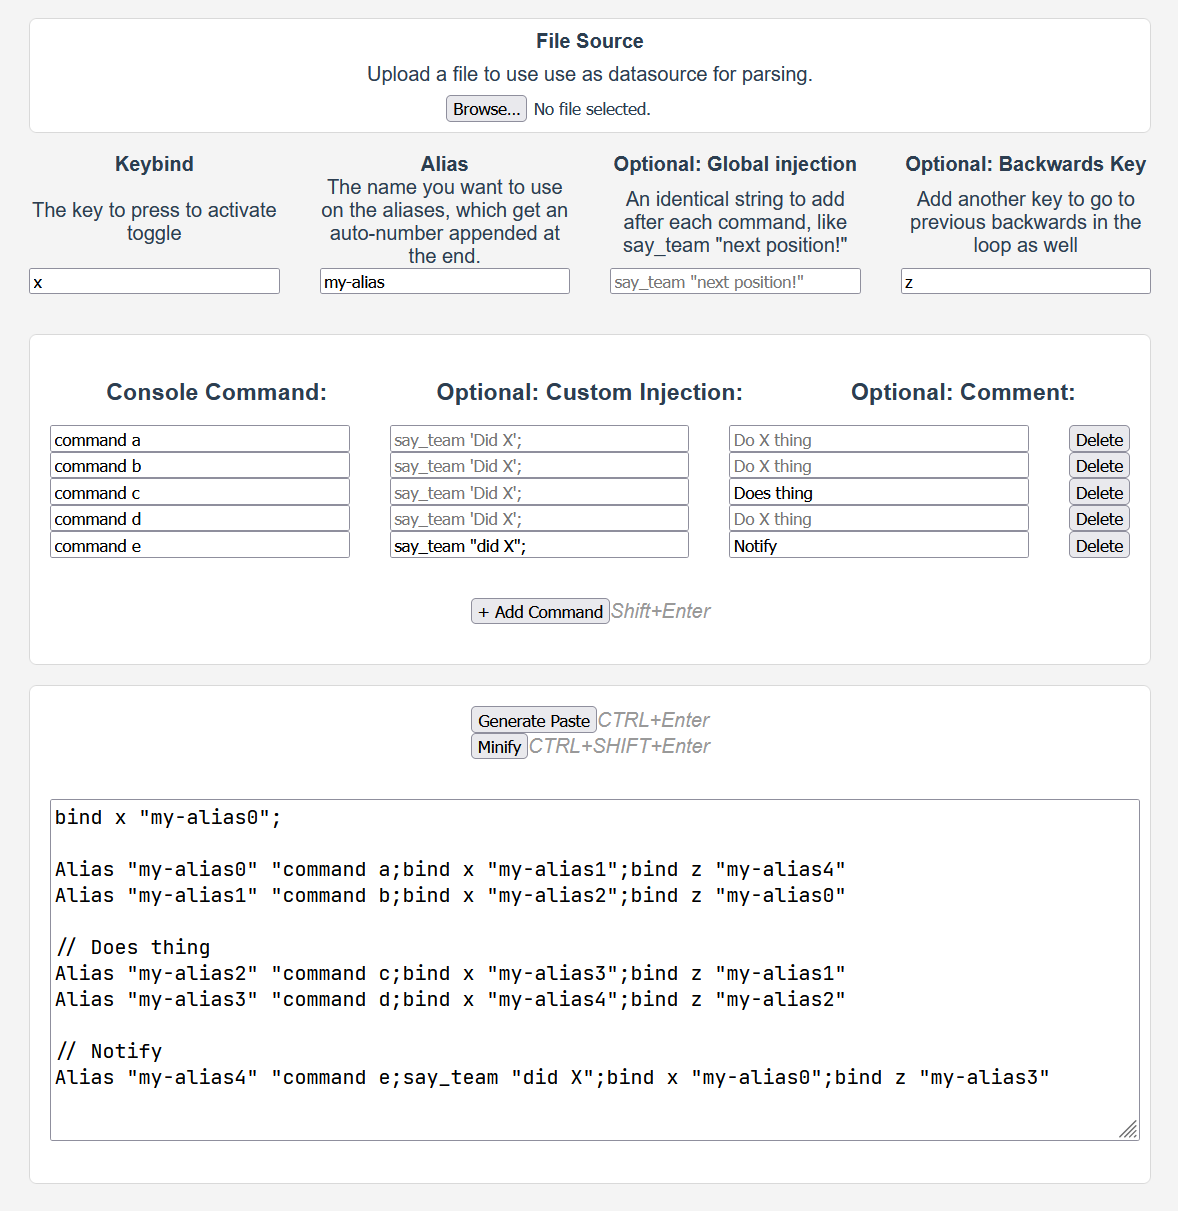 File Source
Upload a file to use use as datasource for parsing.
Browse... No file selected.
Keybind
The key to press to activate
toggle
x
Alias
The name you want to use
on the aliases, which get an
auto-number appended at
the end.
my-alias
Optional: Global injection
An identical string to add
after each command, like
say_team "next position!"
say_team "next position!"
Optional: Backwards Key
Add another key to go to
previous backwards in the
loop as well
z
Console Command: Optional: Custom Injection: Optional: Comment:
command a say_team 'Did X'; Do X thing Delete
command b say_team 'Did X'; Do X thing Delete
command c say_team 'Did X'; Does thing Delete
command d say_team 'Did X'; Do X thing Delete
command e say_team "did X"; Notify Delete
+ Add Command Shift+Enter
Generate Paste CTRL+Enter
Minify CTRL+SHIFT+Enter
bind x "my-alias0";
Alias "my-alias0" "command a;bind x "my-alias1";bind z "my-alias4"
Alias "my-alias1" "command b;bind x "my-alias2";bind z "my-alias0"
// Does thing
Alias "my-alias2" "command c;bind x "my-alias3";bind z "my-alias1"
Alias "my-alias3" "command d;bind x "my-alias4";bind z "my-alias2"
// Notify
Alias "my-alias4" "command e;say_team "did X";bind x "my-alias0";bind z "my-alias3"